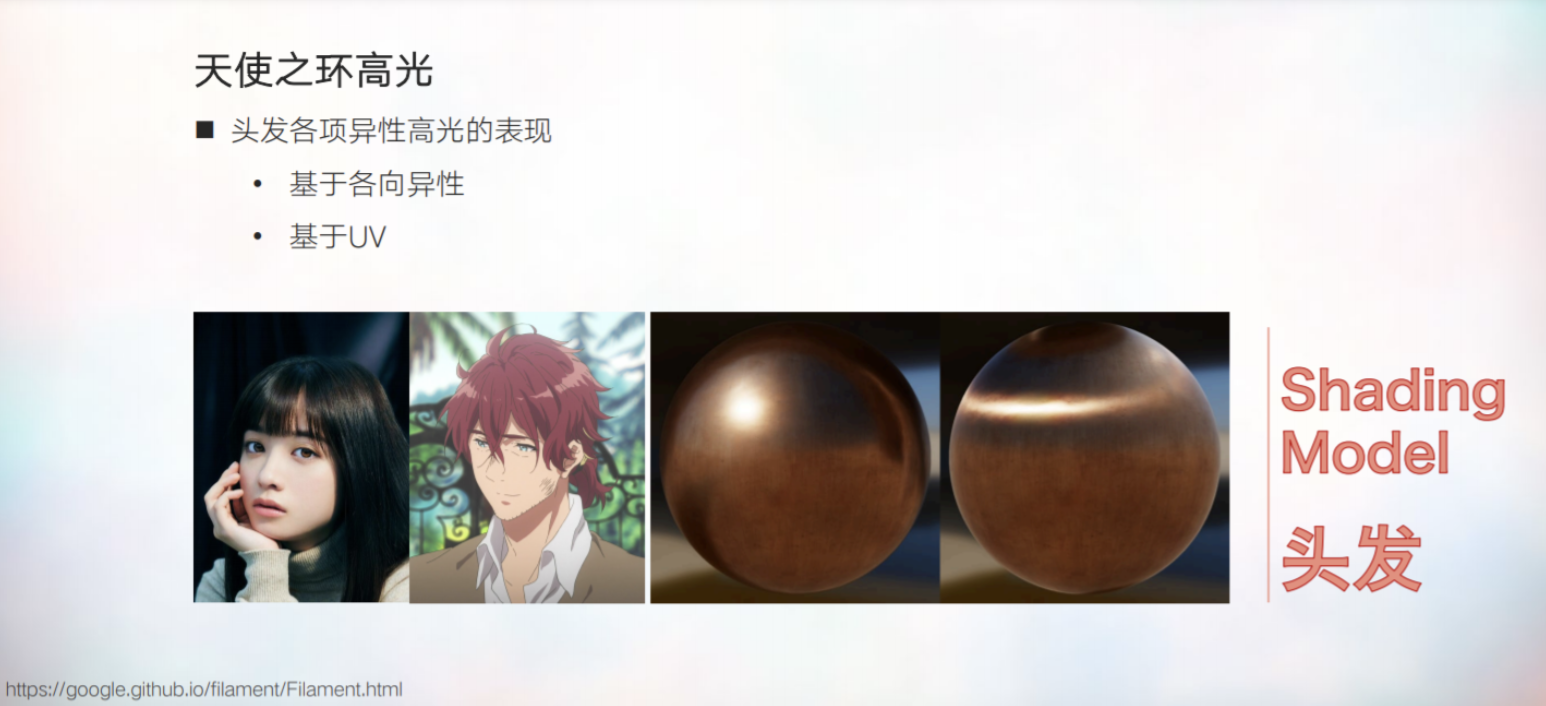 天使之环高光
■ 头发各项异性高光的表现
• 基于各向异性
• 基于UV
Shading
Model
头发
https://google.github.io/filament/Filament.html